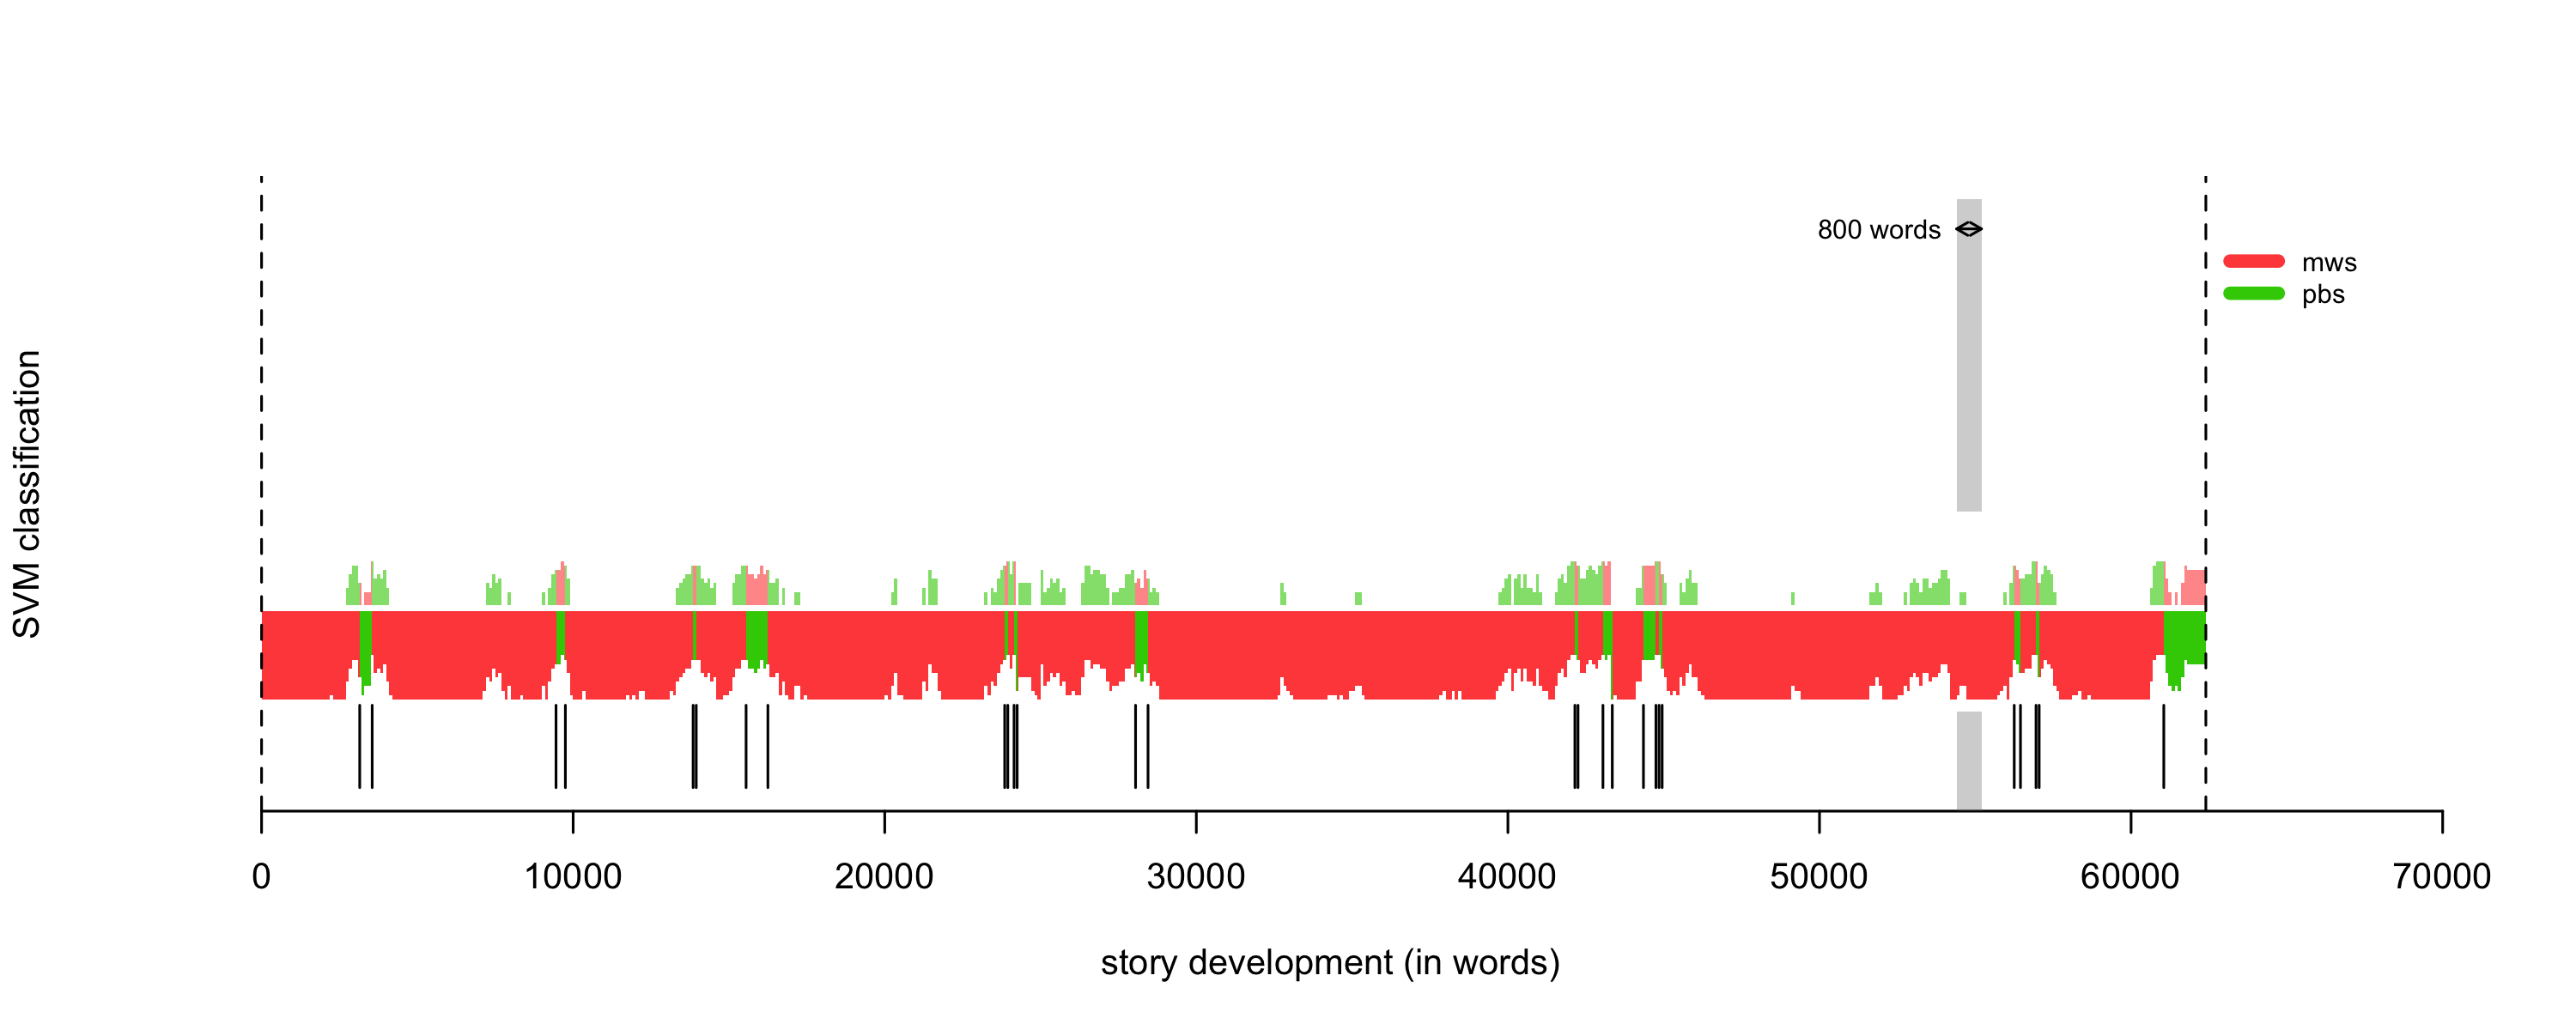 800 words
mws
pbs
SVM classification
0 10000 20000 30000 40000 50000 60000 70000
story development (in words)